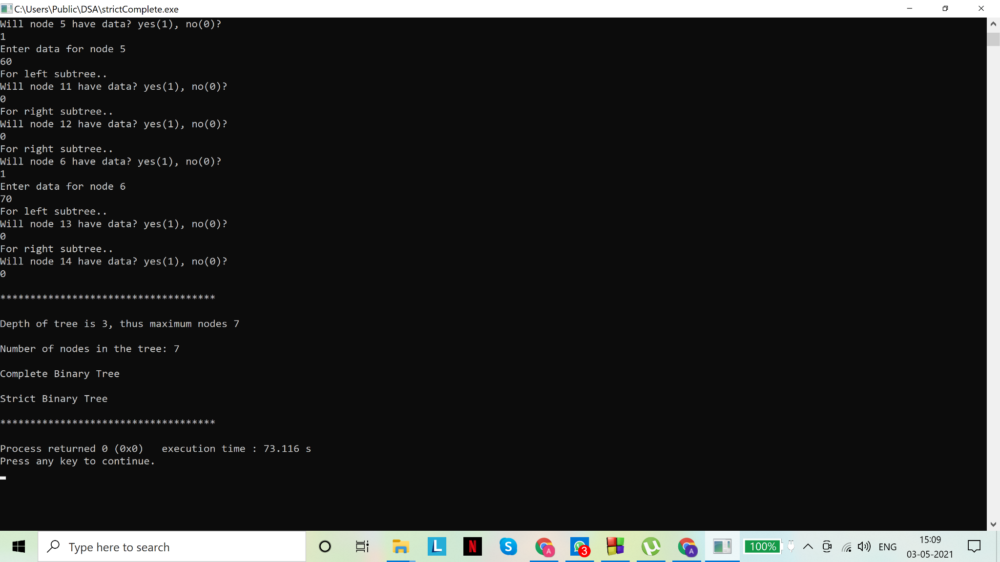 C:\Users\Public\DSA\strictComplete.exe
Will node 5 have data? yes(1), no(0)?
1
Enter data for node 5
60
For left subtree..
Will node 11 have data? yes(1), no(0)?
0
For right subtree..
Will node 12 have data? yes(1), no(0)?
0
For right subtree..
Will node 6 have data? yes(1), no(0)?
1
Enter data for node 6
70
For left subtree..
Will node 13 have data? yes(1), no(0)?
0
For right subtree..
Will node 14 have data? yes(1), no(0)?
0
************************************
Depth of tree is 3, thus maximum nodes 7
Number of nodes in the tree: 7
Complete Binary Tree
Strict Binary Tree
************************************
Process returned 0 (0x0)   execution time : 73.116 s
Press any key to continue.
Type here to search
L
N
S
A
3
A
100%
ENG
15:09
03-05-2021